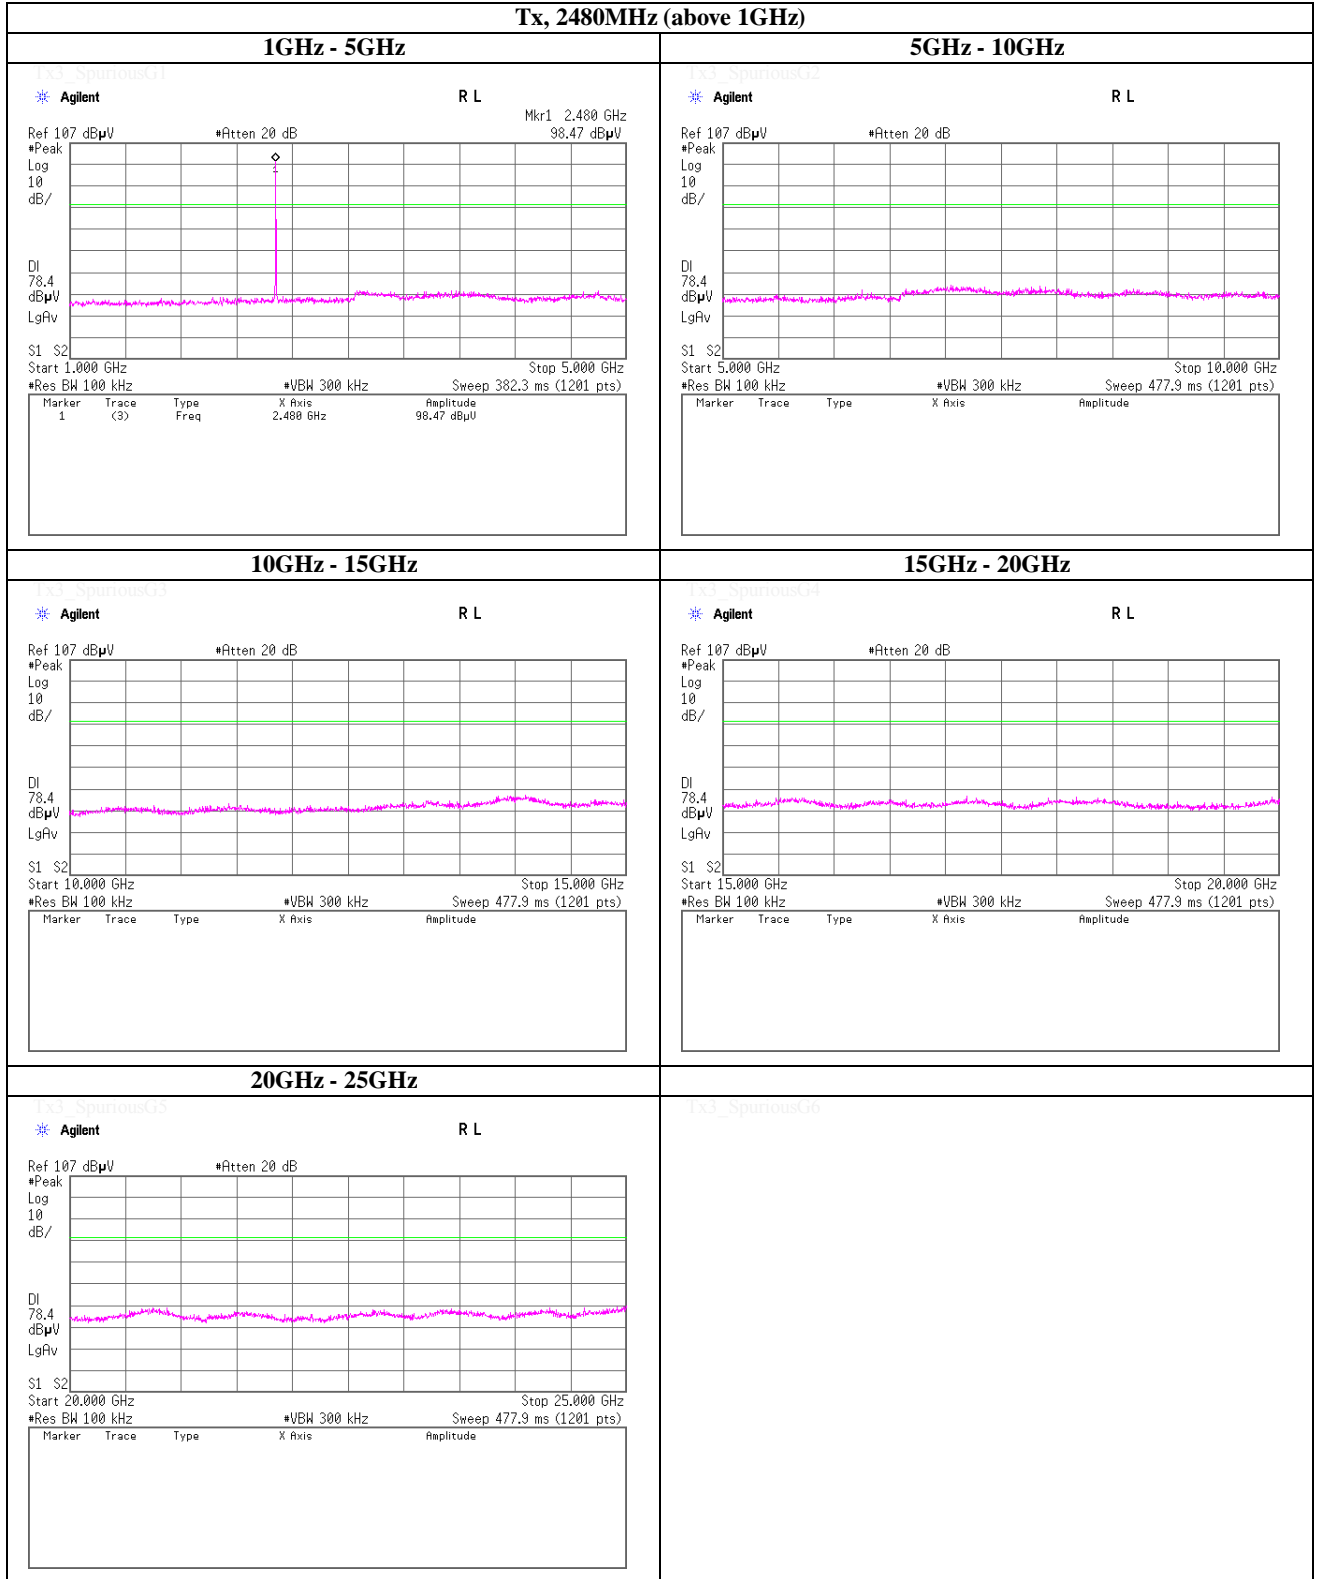 Tx, 2480MHz (above 1GHz)
1GHz - 5GHz
5GHz - 10GHz
Tx3_SpuriousG1
Agilent
R L
Mkr1 2.480 GHz
Ref 107 dBµV
#Atten 20 dB
98.47 dBµV
#Peak
Log
10
dB/
1
DI
78.4
dBµV
LgAv
S1 S2
Start 1.000 GHz
Stop 5.000 GHz
#Res BW 100 kHz
#VBW 300 kHz
Sweep 382.3 ms (1201 pts)
Marker Trace Type X Axis Amplitude
1 (3) Freq 2.480 GHz 98.47 dBµV
Tx3_SpuriousG2
Agilent
R L
Ref 107 dBµV
#Atten 20 dB
#Peak
Log
10
dB/
DI
78.4
dBµV
LgAv
S1 S2
Start 5.000 GHz
Stop 10.000 GHz
#Res BW 100 kHz
#VBW 300 kHz
Sweep 477.9 ms (1201 pts)
Marker Trace Type X Axis Amplitude
10GHz - 15GHz
15GHz - 20GHz
Tx3_SpuriousG3
Agilent
R L
Ref 107 dBµV
#Atten 20 dB
#Peak
Log
10
dB/
DI
78.4
dBµV
LgAv
S1 S2
Start 10.000 GHz
Stop 15.000 GHz
#Res BW 100 kHz
#VBW 300 kHz
Sweep 477.9 ms (1201 pts)
Marker Trace Type X Axis Amplitude
Tx3_SpuriousG4
Agilent
R L
Ref 107 dBµV
#Atten 20 dB
#Peak
Log
10
dB/
DI
78.4
dBµV
LgAv
S1 S2
Start 15.000 GHz
Stop 20.000 GHz
#Res BW 100 kHz
#VBW 300 kHz
Sweep 477.9 ms (1201 pts)
Marker Trace Type X Axis Amplitude
20GHz - 25GHz
Tx3_SpuriousG5
Agilent
R L
Ref 107 dBµV
#Atten 20 dB
#Peak
Log
10
dB/
DI
78.4
dBµV
LgAv
S1 S2
Start 20.000 GHz
Stop 25.000 GHz
#Res BW 100 kHz
#VBW 300 kHz
Sweep 477.9 ms (1201 pts)
Marker Trace Type X Axis Amplitude
Tx3_SpuriousG6